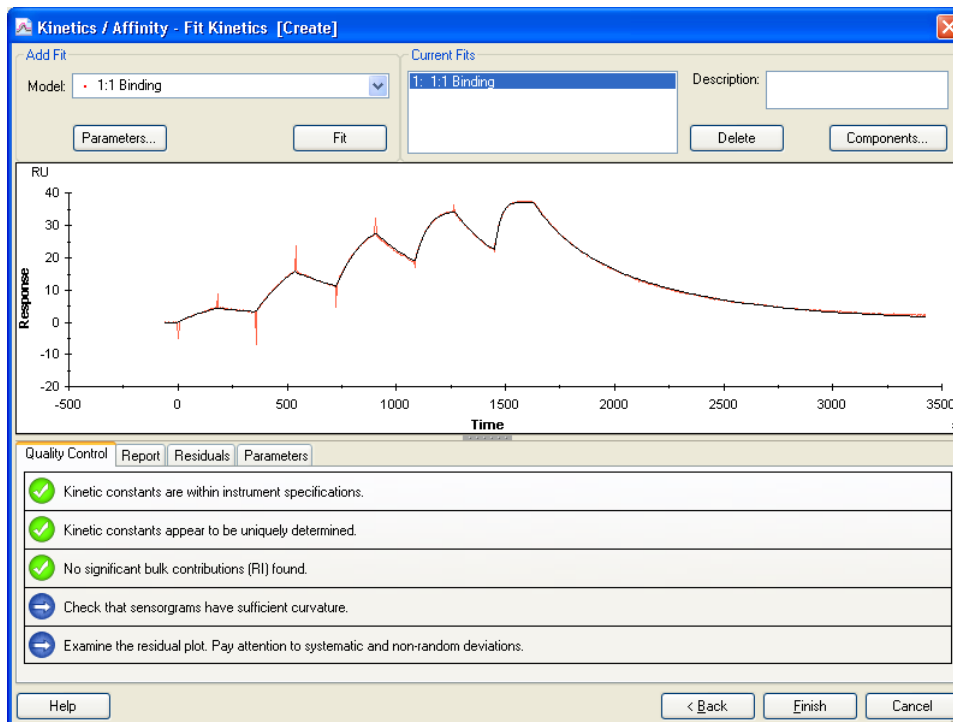 Kinetics / Affinity - Fit Kinetics [Create]
Add Fit
Current Fits
Model: 1:1 Binding
1: 1:1 Binding
Description:
Parameters...
Fit
Delete
Components...
RU
40
30
20
10
0
-10
-20
Response
-500 0 500 1000 1500 2000 2500 3000 3500
Time
Quality Control Report Residuals Parameters
Kinetic constants are within instrument specifications.
Kinetic constants appear to be uniquely determined.
No significant bulk contributions (RI) found.
Check that sensorgrams have sufficient curvature.
Examine the residual plot. Pay attention to systematic and non-random deviations.
Help
< Back
Finish
Cancel